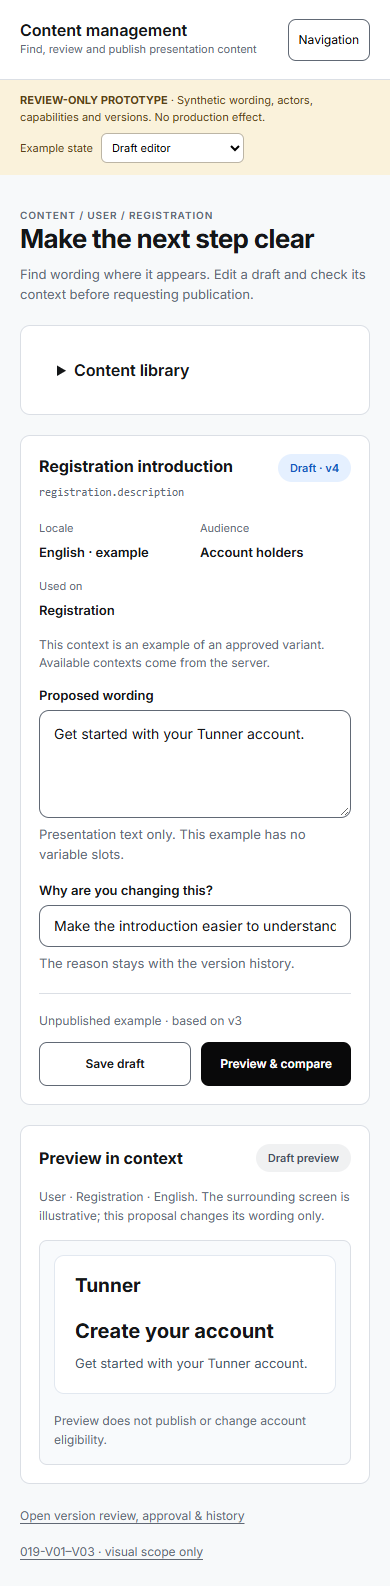 Content management
Find, review and publish presentation content
Navigation
REVIEW-ONLY PROTOTYPE · Synthetic wording, actors,
capabilities and versions. No production effect.
Example state
Draft editor
CONTENT / USER / REGISTRATION
Make the next step clear
Find wording where it appears. Edit a draft and check its
context before requesting publication.
Content library
Registration introduction
Draft · v4
registration.description
Locale
Audience
English · example
Account holders
Used on
Registration
This context is an example of an approved variant.
Available contexts come from the server.
Proposed wording
Get started with your Tunner account.
Presentation text only. This example has no
variable slots.
Why are you changing this?
Make the introduction easier to understanc
The reason stays with the version history.
Unpublished example · based on v3
Save draft
Preview & compare
Preview in context
Draft preview
User · Registration · English. The surrounding screen is
illustrative; this proposal changes its wording only.
Tunner
Create your account
Get started with your Tunner account.
Preview does not publish or change account
eligibility.
Open version review, approval & history
019-V01–V03 · visual scope only